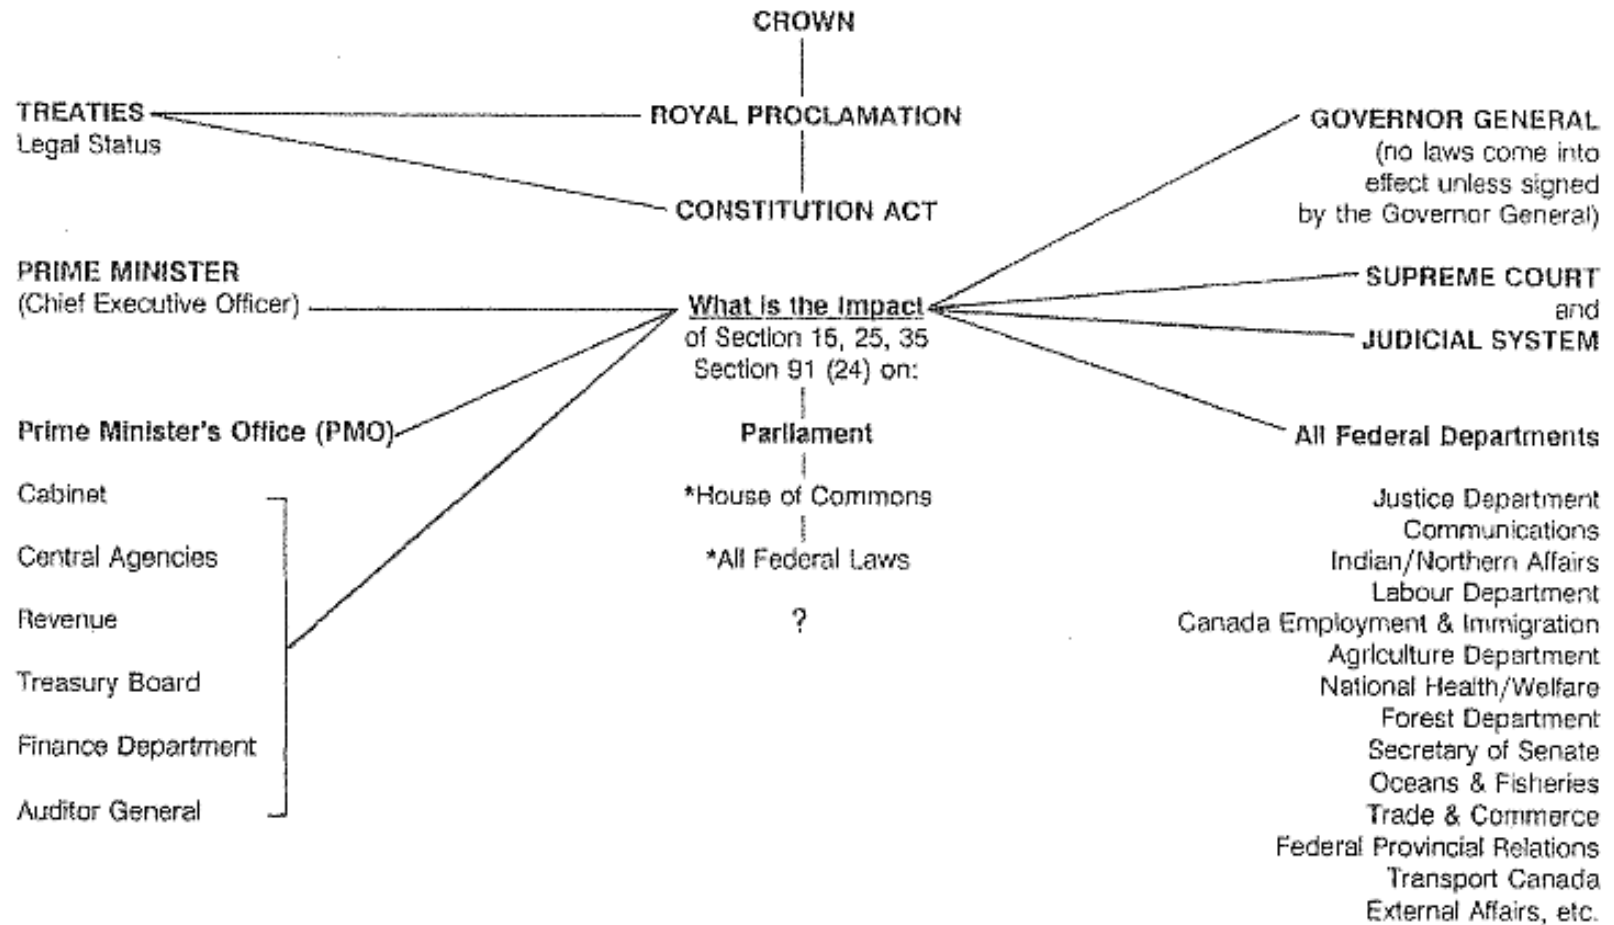 CROWN
TREATIES
Legal Status
ROYAL PROCLAMATION
CONSTITUTION ACT
GOVERNOR GENERAL
(no laws come into
effect unless signed
by the Governor General)
PRIME MINISTER
(Chief Executive Officer)
What is the Impact
of Section 15, 25, 35
Section 91 (24) on:
SUPREME COURT
and
JUDICIAL SYSTEM
Prime Minister's Office (PMO)
Cabinet
Central Agencies
Revenue
Treasury Board
Finance Department
Auditor General
Parliament
*House of Commons
*All Federal Laws
?
All Federal Departments
Justice Department
Communications
Indian/Northern Affairs
Labour Department
Canada Employment & Immigration
Agriculture Department
National Health/Welfare
Forest Department
Secretary of Senate
Oceans & Fisheries
Trade & Commerce
Federal Provincial Relations
Transport Canada
External Affairs, etc.